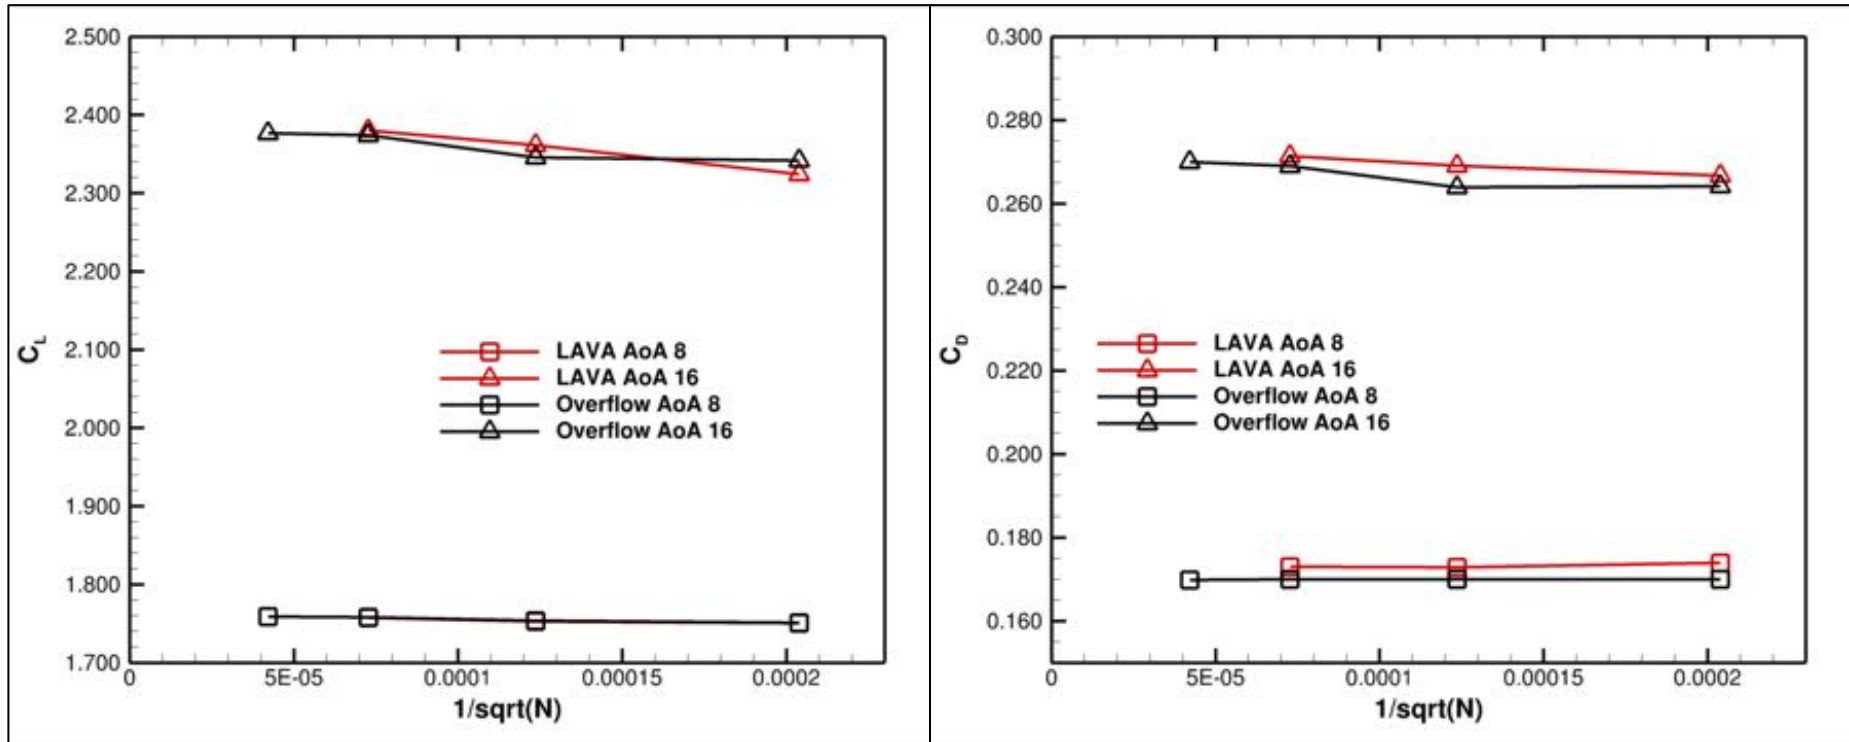 2.500
2.400
2.300
2.200
2.100
2.000
1.900
1.800
1.700
C_L
0 5E-05 0.0001 0.00015 0.0002
1/sqrt(N)
LAVA AoA 8
LAVA AoA 16
Overflow AoA 8
Overflow AoA 16
0.300
0.280
0.260
0.240
0.220
0.200
0.180
0.160
C_D
0 5E-05 0.0001 0.00015 0.0002
1/sqrt(N)
LAVA AoA 8
LAVA AoA 16
Overflow AoA 8
Overflow AoA 16